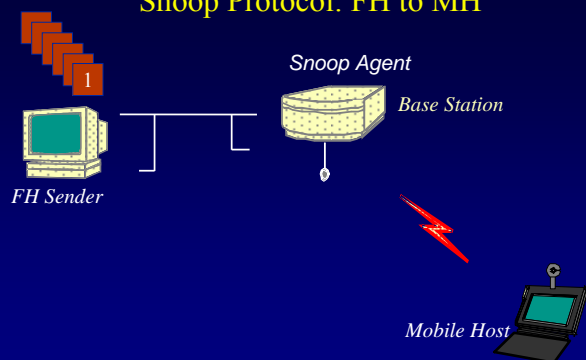 Snoop Protocol: FH to MH
1
Snoop Agent
Base Station
FH Sender
Mobile Host